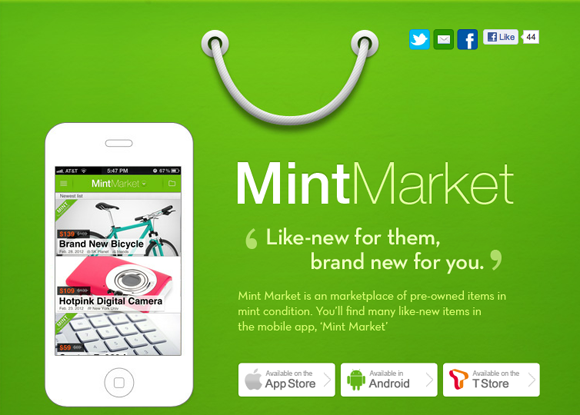 Like
44
AT&T
5:47 PM
67%
MintMarket
Newest list
MINT
$139
Brand New Bicycle
$109
Hotpink Digital Camera
MINT
$59
MintMarket
‘ Like-new for them,
brand new for you. ’
Mint Market is an marketplace of pre-owned items in
mint condition. You'll find many like-new items in
the mobile app, ‘Mint Market’
Available on the
App Store
Available in
Android
Available on the
T Store